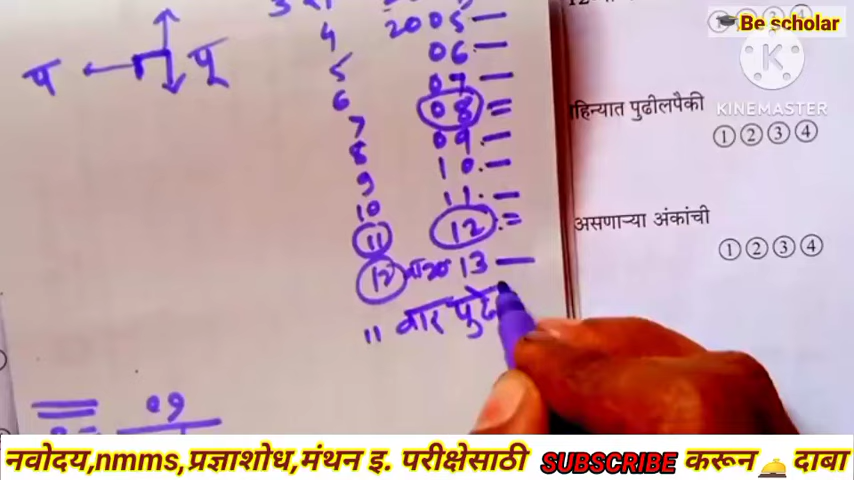 🎓Be scholar
K
KINEMASTER
4 2005 —
प पू 5 06 —
6 07 —
7 08 =
8 09 —
9 10 —
10 11 —
11 12 =
12 वा 20 13 —
11 वार पुढे
हिन्यात पुढीलपैकी
① ② ③ ④
असणाऱ्या अंकांची
① ② ③ ④
09
नवोदय,nmms,प्रज्ञाशोध,मंथन इ. परीक्षेसाठी SUBSCRIBE करून 🛎️ दाबा